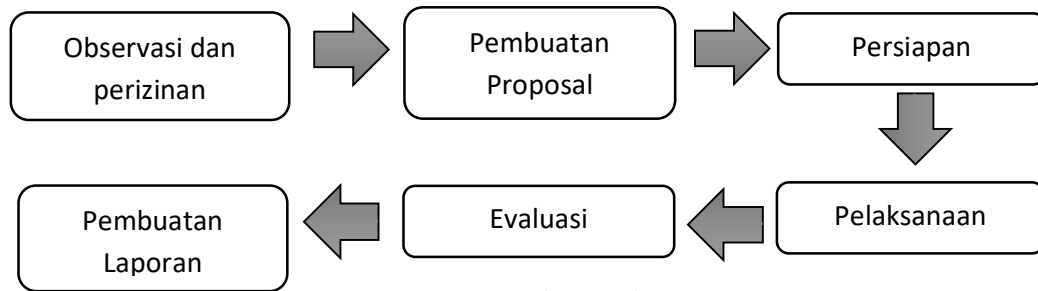 Observasi dan
perizinan
Pembuatan
Proposal
Persiapan
Pelaksanaan
Evaluasi
Pembuatan
Laporan